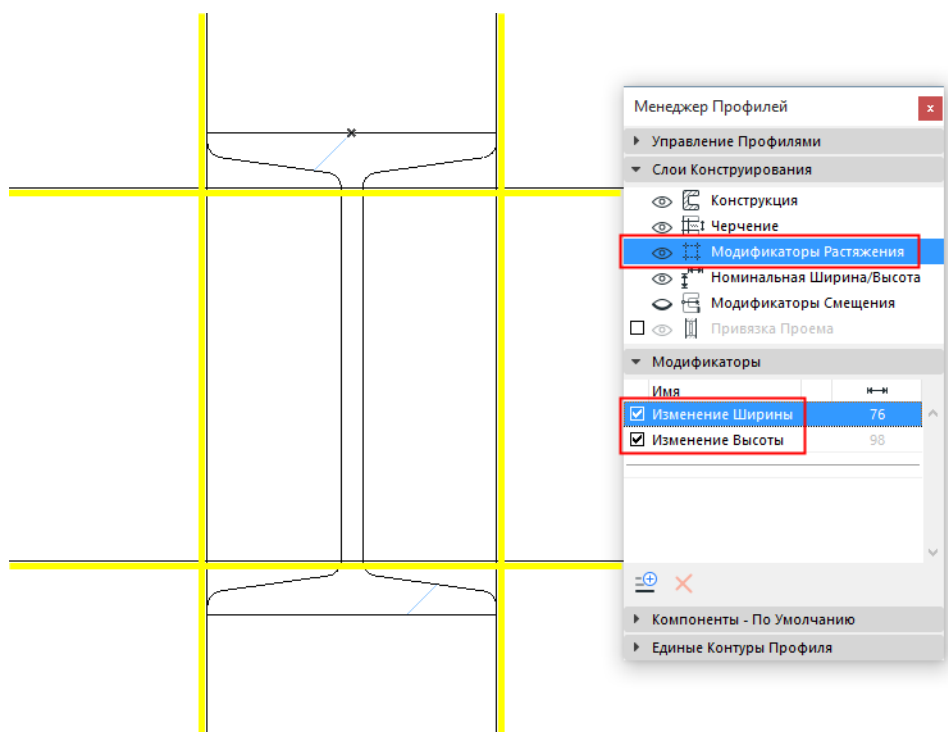 Менеджер Профилей
x
Управление Профилями
Слои Конструирования
Конструкция
Черчение
Модификаторы Растяжения
Номинальная Ширина/Высота
Модификаторы Смещения
Привязка Проема
Модификаторы
Имя
Изменение Ширины 76
Изменение Высоты 98
Компоненты - По Умолчанию
Единые Контуры Профиля